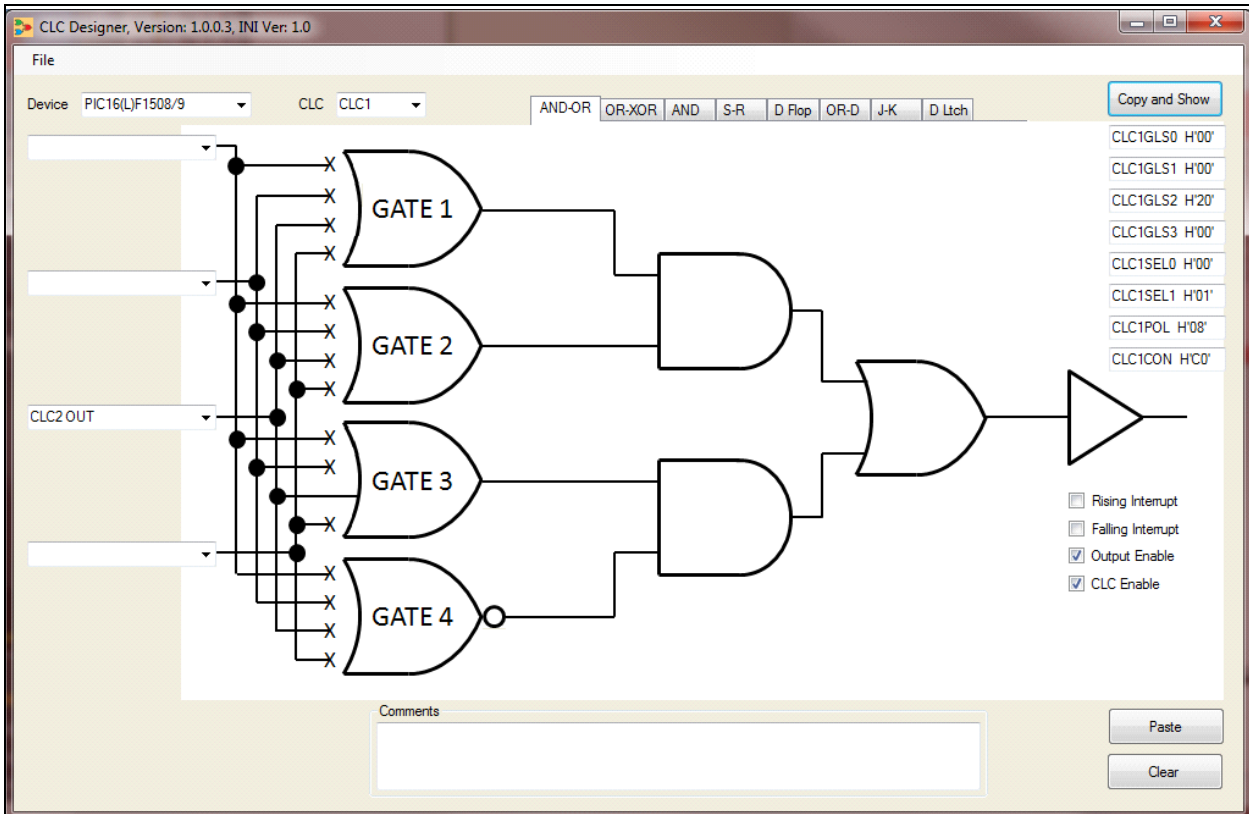 CLC Designer, Version: 1.0.0.3, INI Ver: 1.0
File
Device PIC16(L)F1508/9 CLC CLC1
AND-OR OR-XOR AND S-R D Flop OR-D J-K D Ltch
Copy and Show
CLC1GLS0 H'00'
CLC1GLS1 H'00'
CLC1GLS2 H'20'
CLC1GLS3 H'00'
CLC1SEL0 H'00'
CLC1SEL1 H'01'
CLC1POL H'08'
CLC1CON H'C0'
X
X
X
X
GATE 1
X
X
X
X
GATE 2
CLC2 OUT
X
X
X
GATE 3
X
X
X
X
GATE 4
Rising Interrupt
Falling Interrupt
Output Enable
CLC Enable
Comments
Paste
Clear